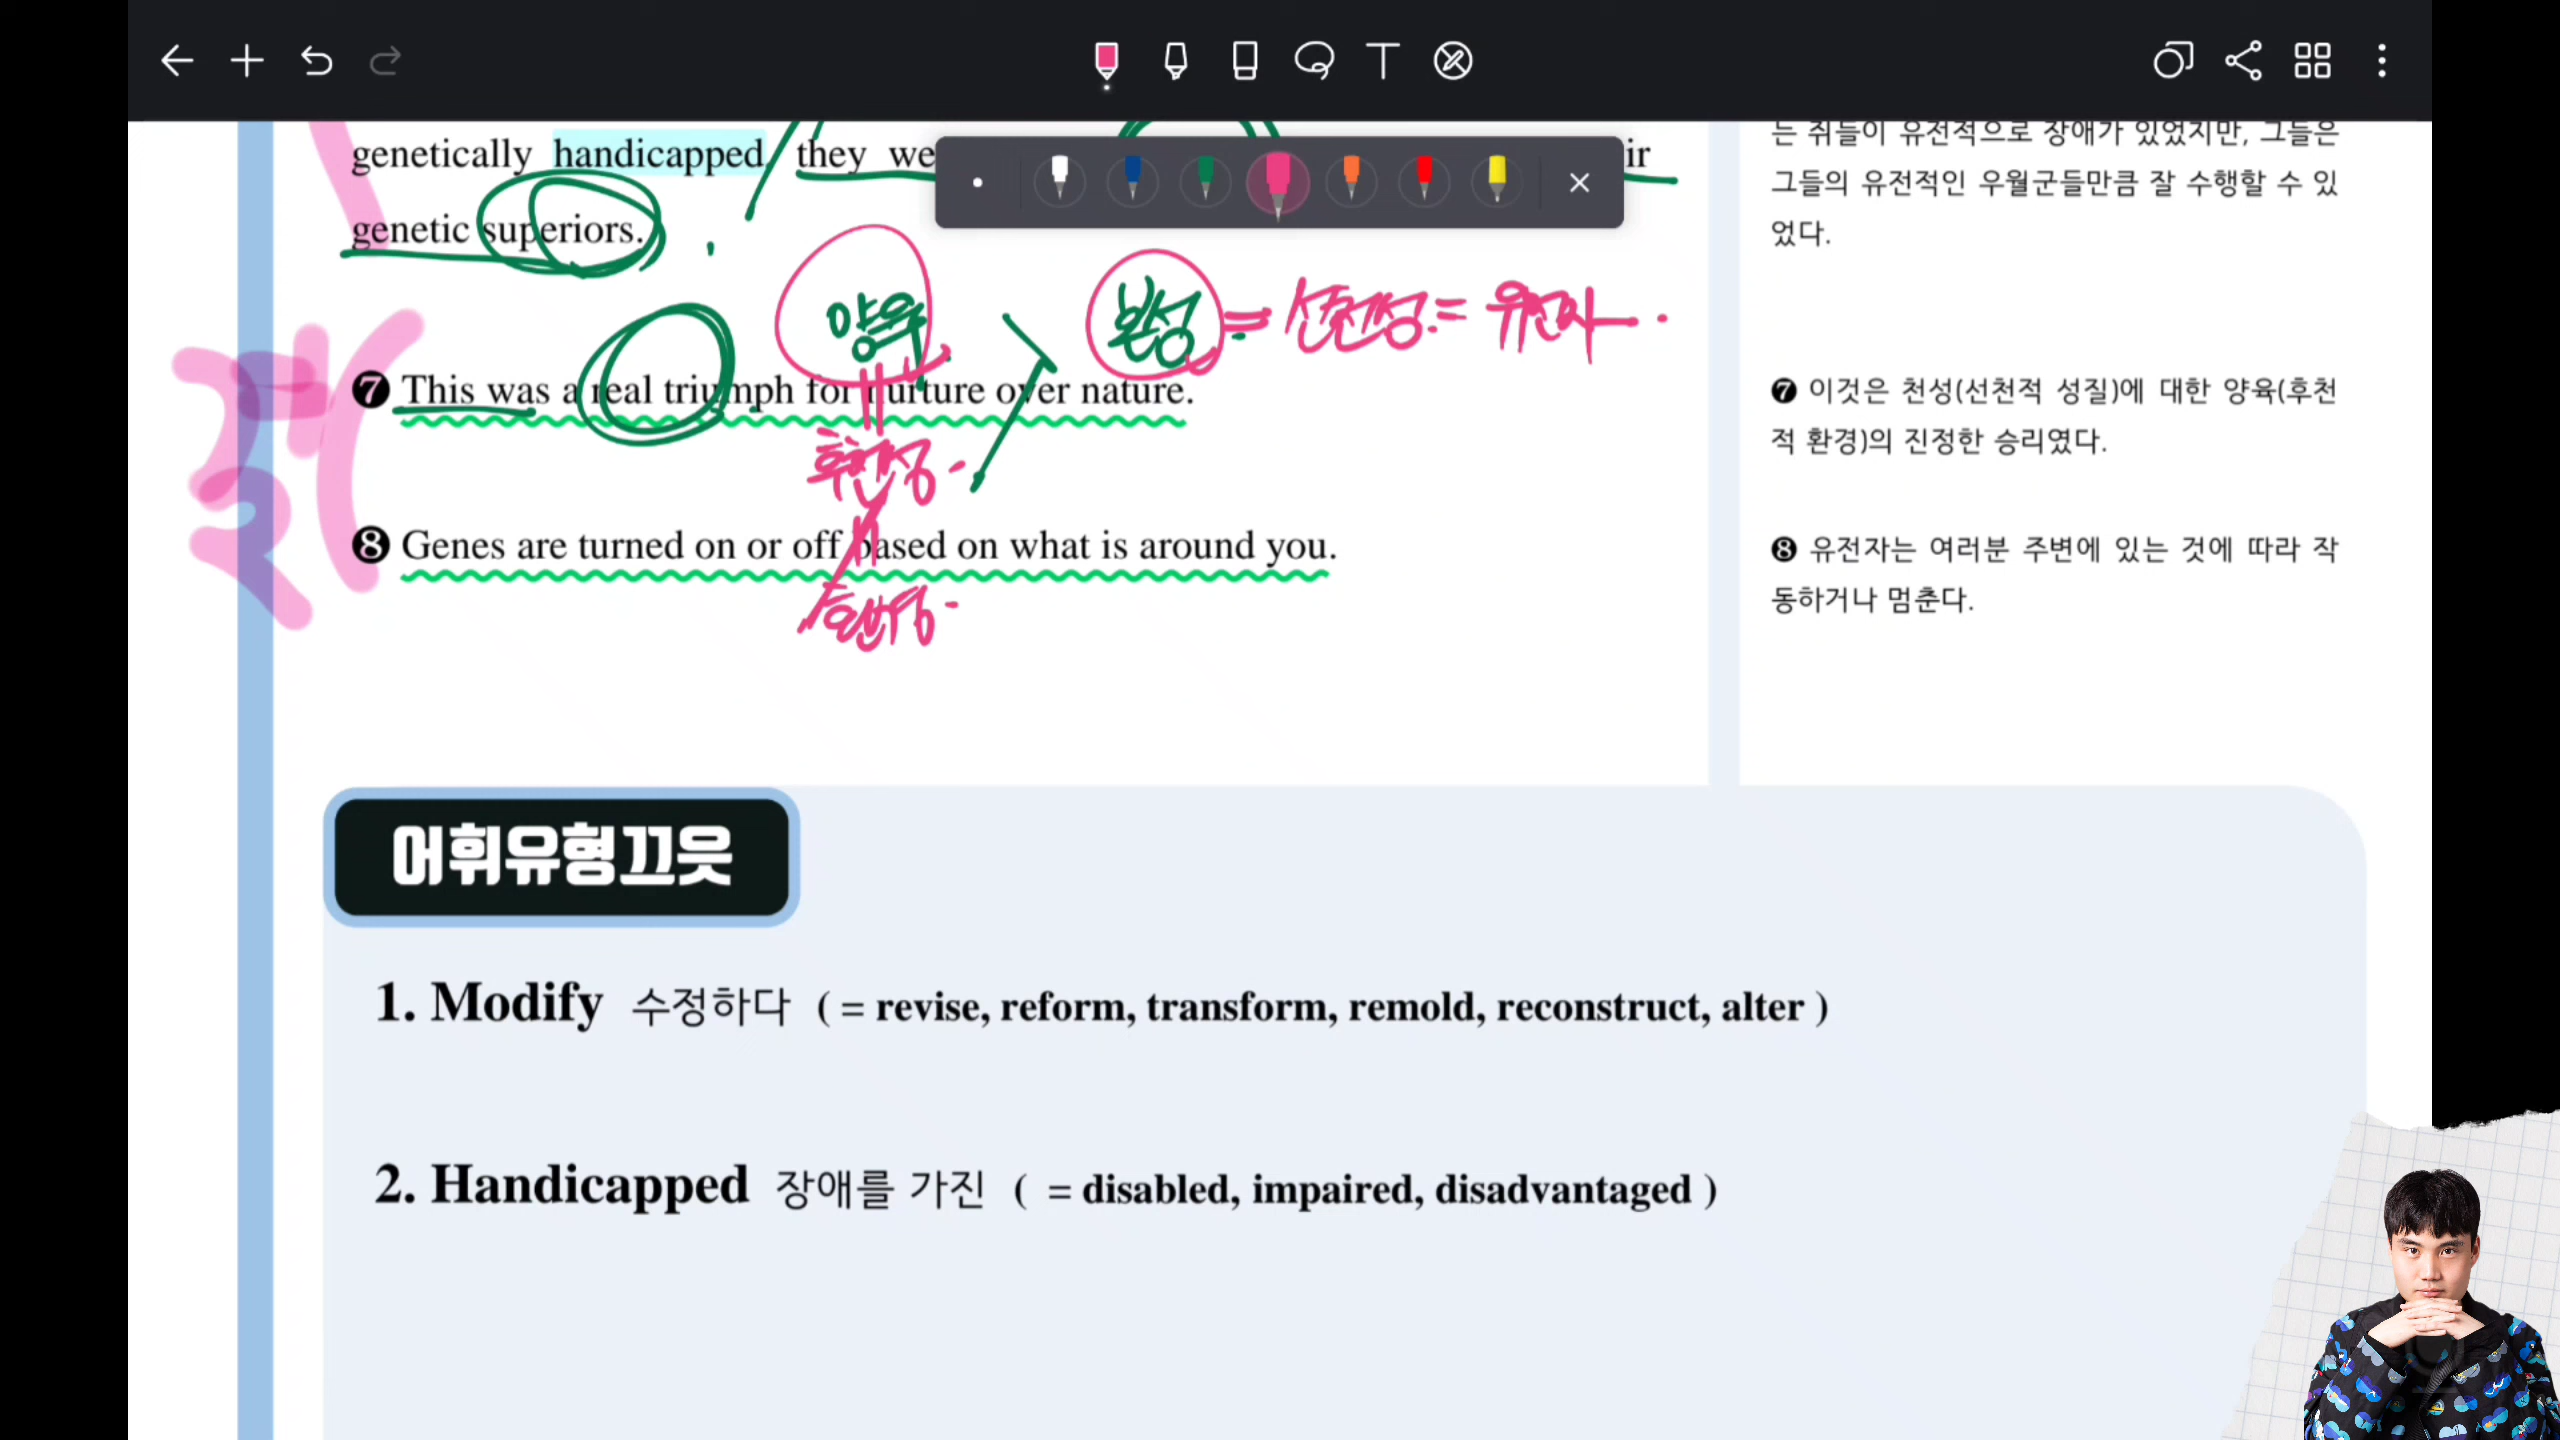 genetically handicapped, they we ir
genetic superiors.
는 쥐들이 유전적으로 장애가 있었지만, 그들은
그들의 유전적인 우월군들만큼 잘 수행할 수 있
었다.
양육 본성 = 선천성. = 유전자
❼ This was a real triumph for nurture over nature.
후천성
❼ 이것은 천성(선천적 성질)에 대한 양육(후천
적 환경)의 진정한 승리였다.
❽ Genes are turned on or off based on what is around you.
❽ 유전자는 여러분 주변에 있는 것에 따라 작
동하거나 멈춘다.
어휘유형끄읏
1. Modify 수정하다 ( = revise, reform, transform, remold, reconstruct, alter )
2. Handicapped 장애를 가진 ( = disabled, impaired, disadvantaged )